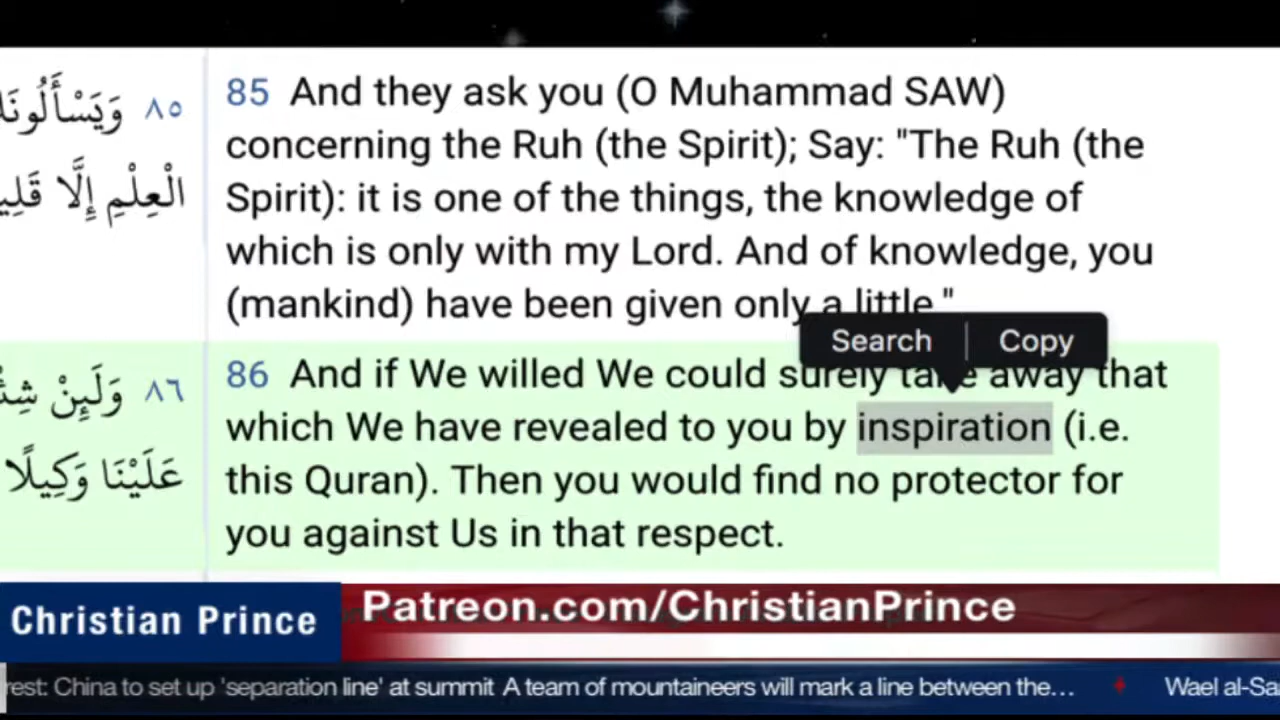 ٨٥ وَيَسْأَلُونَ
الْعِلْمِ إِلَّا
85 And they ask you (O Muhammad SAW)
concerning the Ruh (the Spirit); Say: "The Ruh (the
Spirit): it is one of the things, the knowledge of
which is only with my Lord. And of knowledge, you
(mankind) have been given only a little."
Search Copy
٨٦ وَلَئِنْ
عَلَيْنَا وَكِيلًا
86 And if We willed We could surely take away that
which We have revealed to you by inspiration (i.e.
this Quran). Then you would find no protector for
you against Us in that respect.
Christian Prince
Patreon.com/ChristianPrince
rest: China to set up 'separation line' at summit A team of mountaineers will mark a line between the... Wael al-Sa